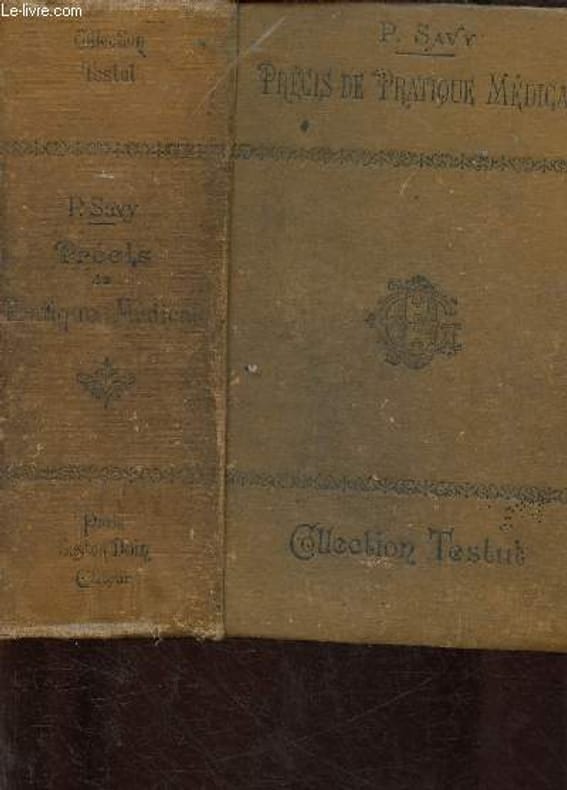 Le-livre.com
Collection
Testut
P. Savy
Précis
de
Pratique Médicale
Paris
Gaston Doin
Editeur
P. Savy
Précis de Pratique Médica
Collection Testut